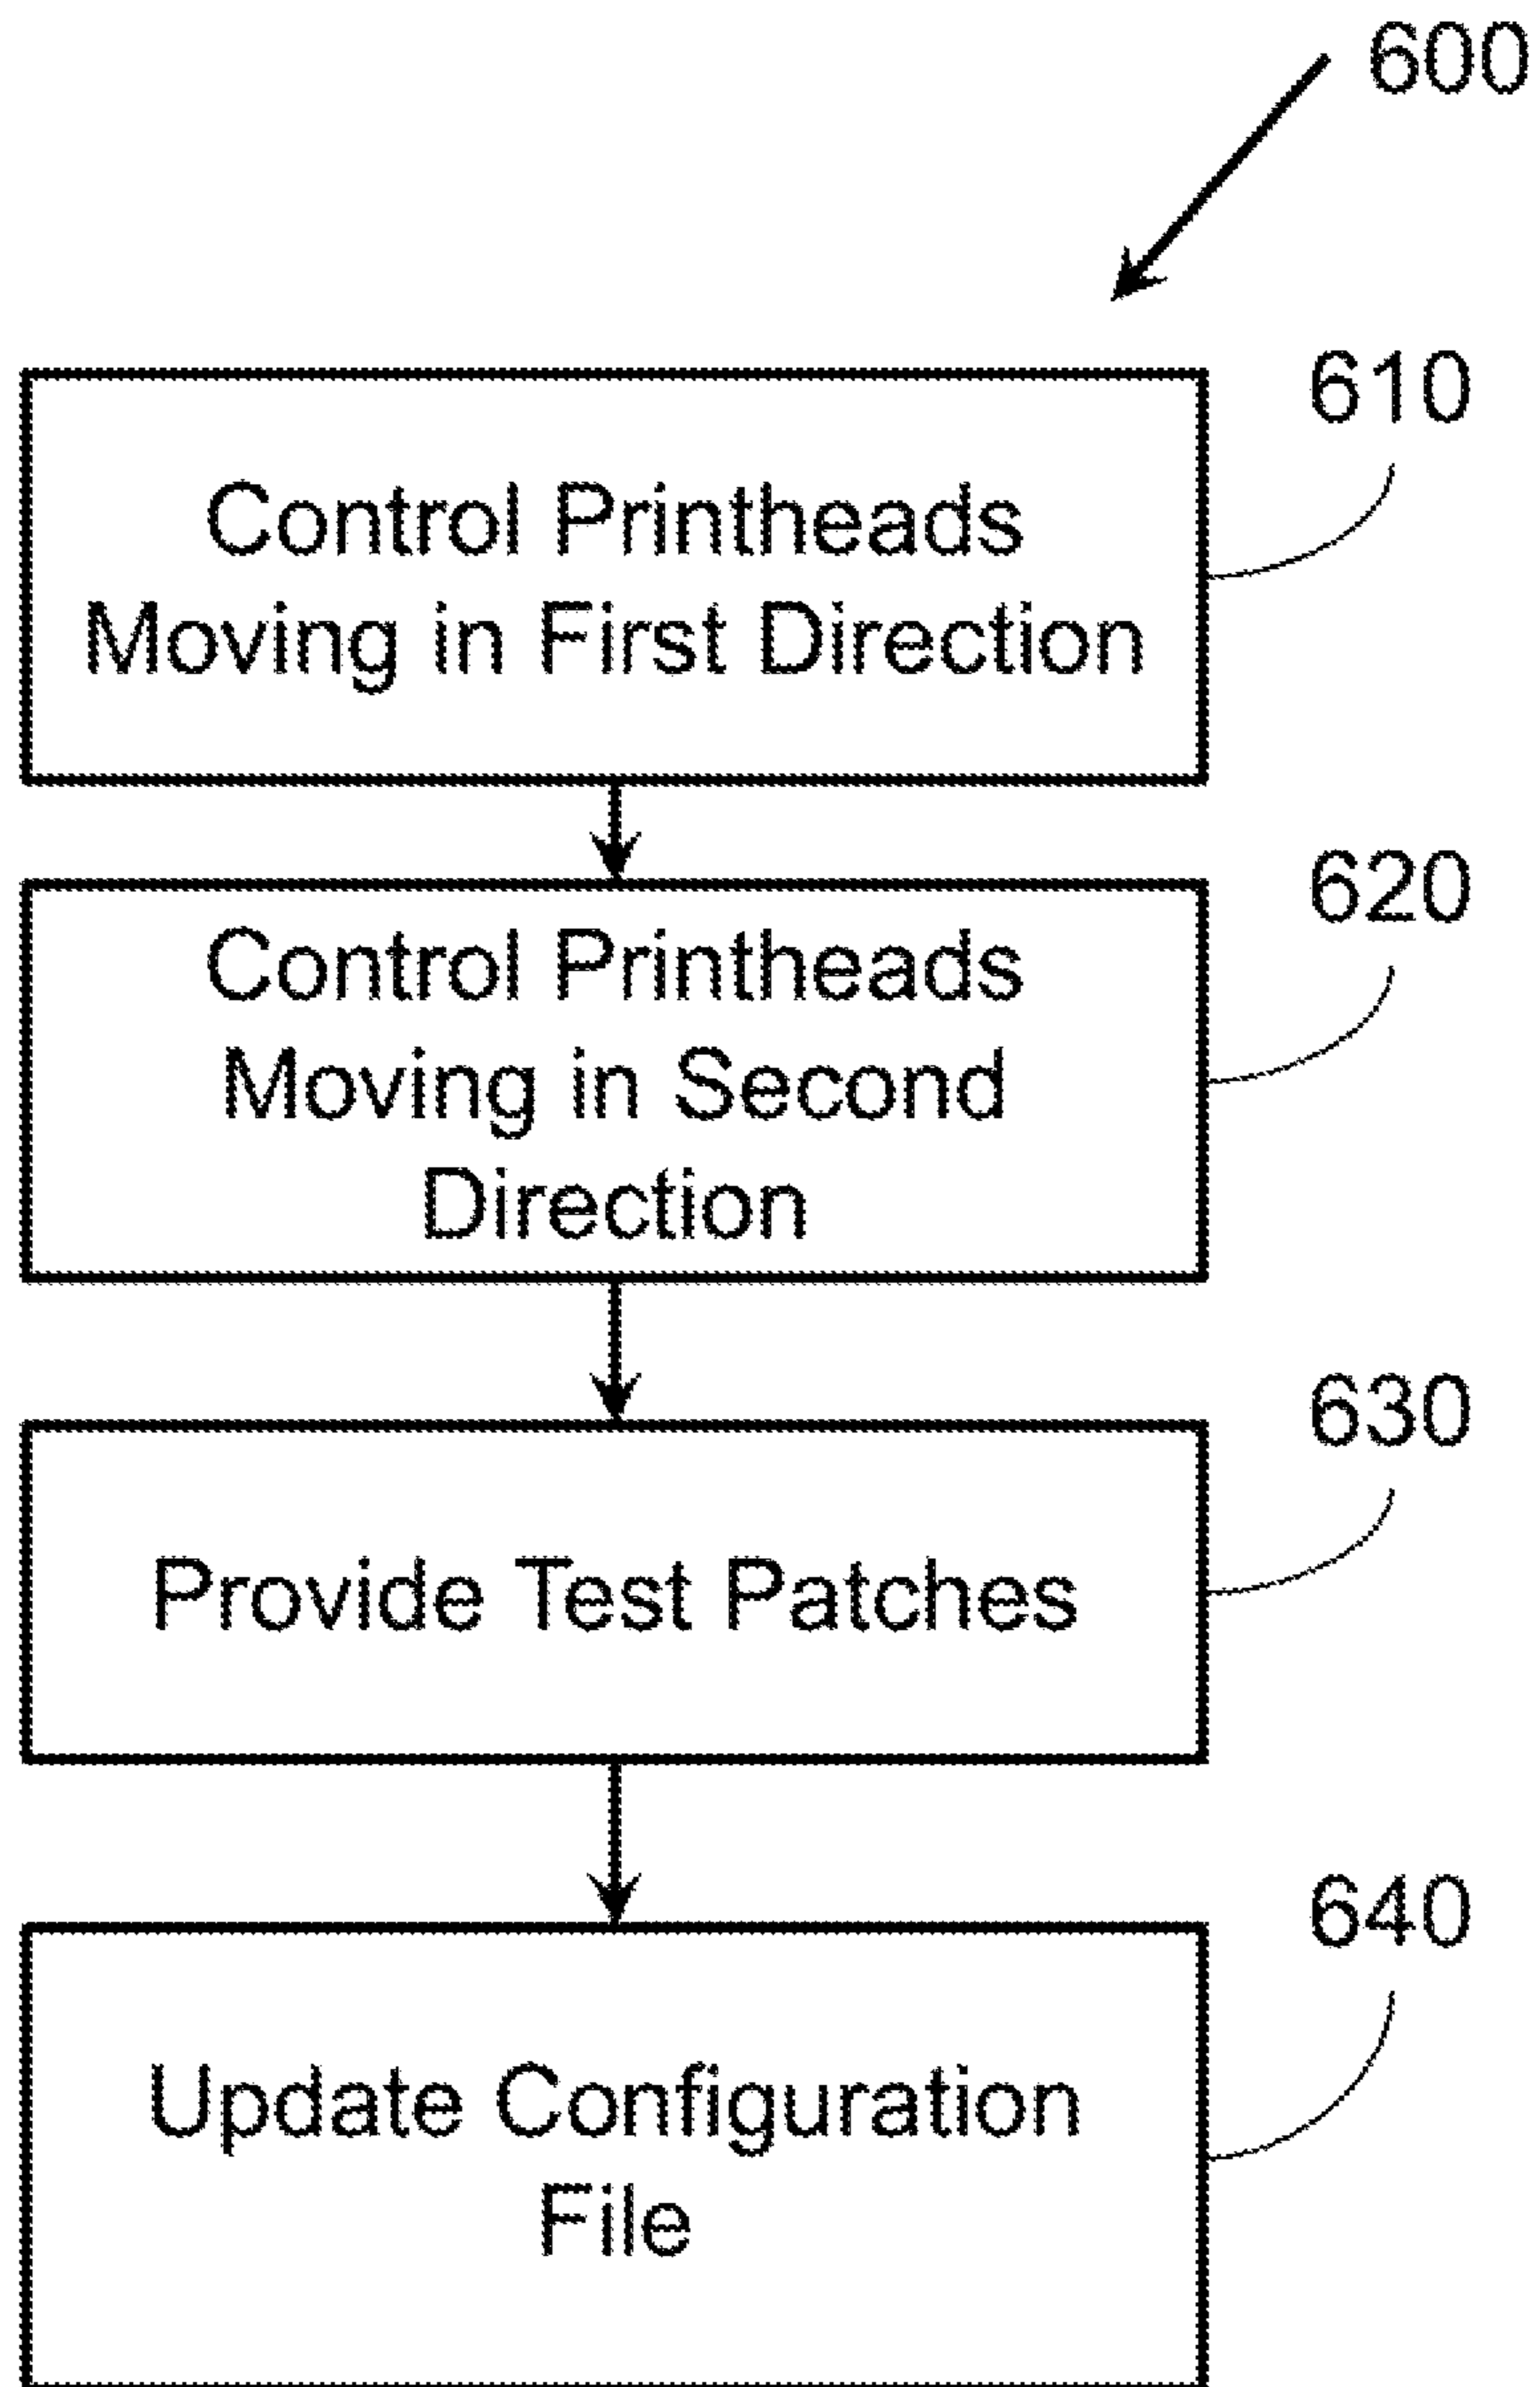 600
610
Control Printheads
Moving in First Direction
620
Control Printheads
Moving in Second
Direction
630
Provide Test Patches
640
Update Configuration
File